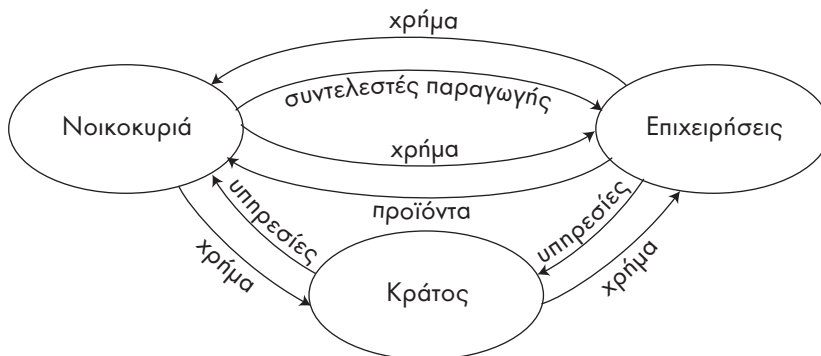 χρήμα
συντελεστές παραγωγής
Νοικοκυριά
Επιχειρήσεις
χρήμα
προϊόντα
υπηρεσίες
υπηρεσίες
χρήμα
Κράτος
χρήμα